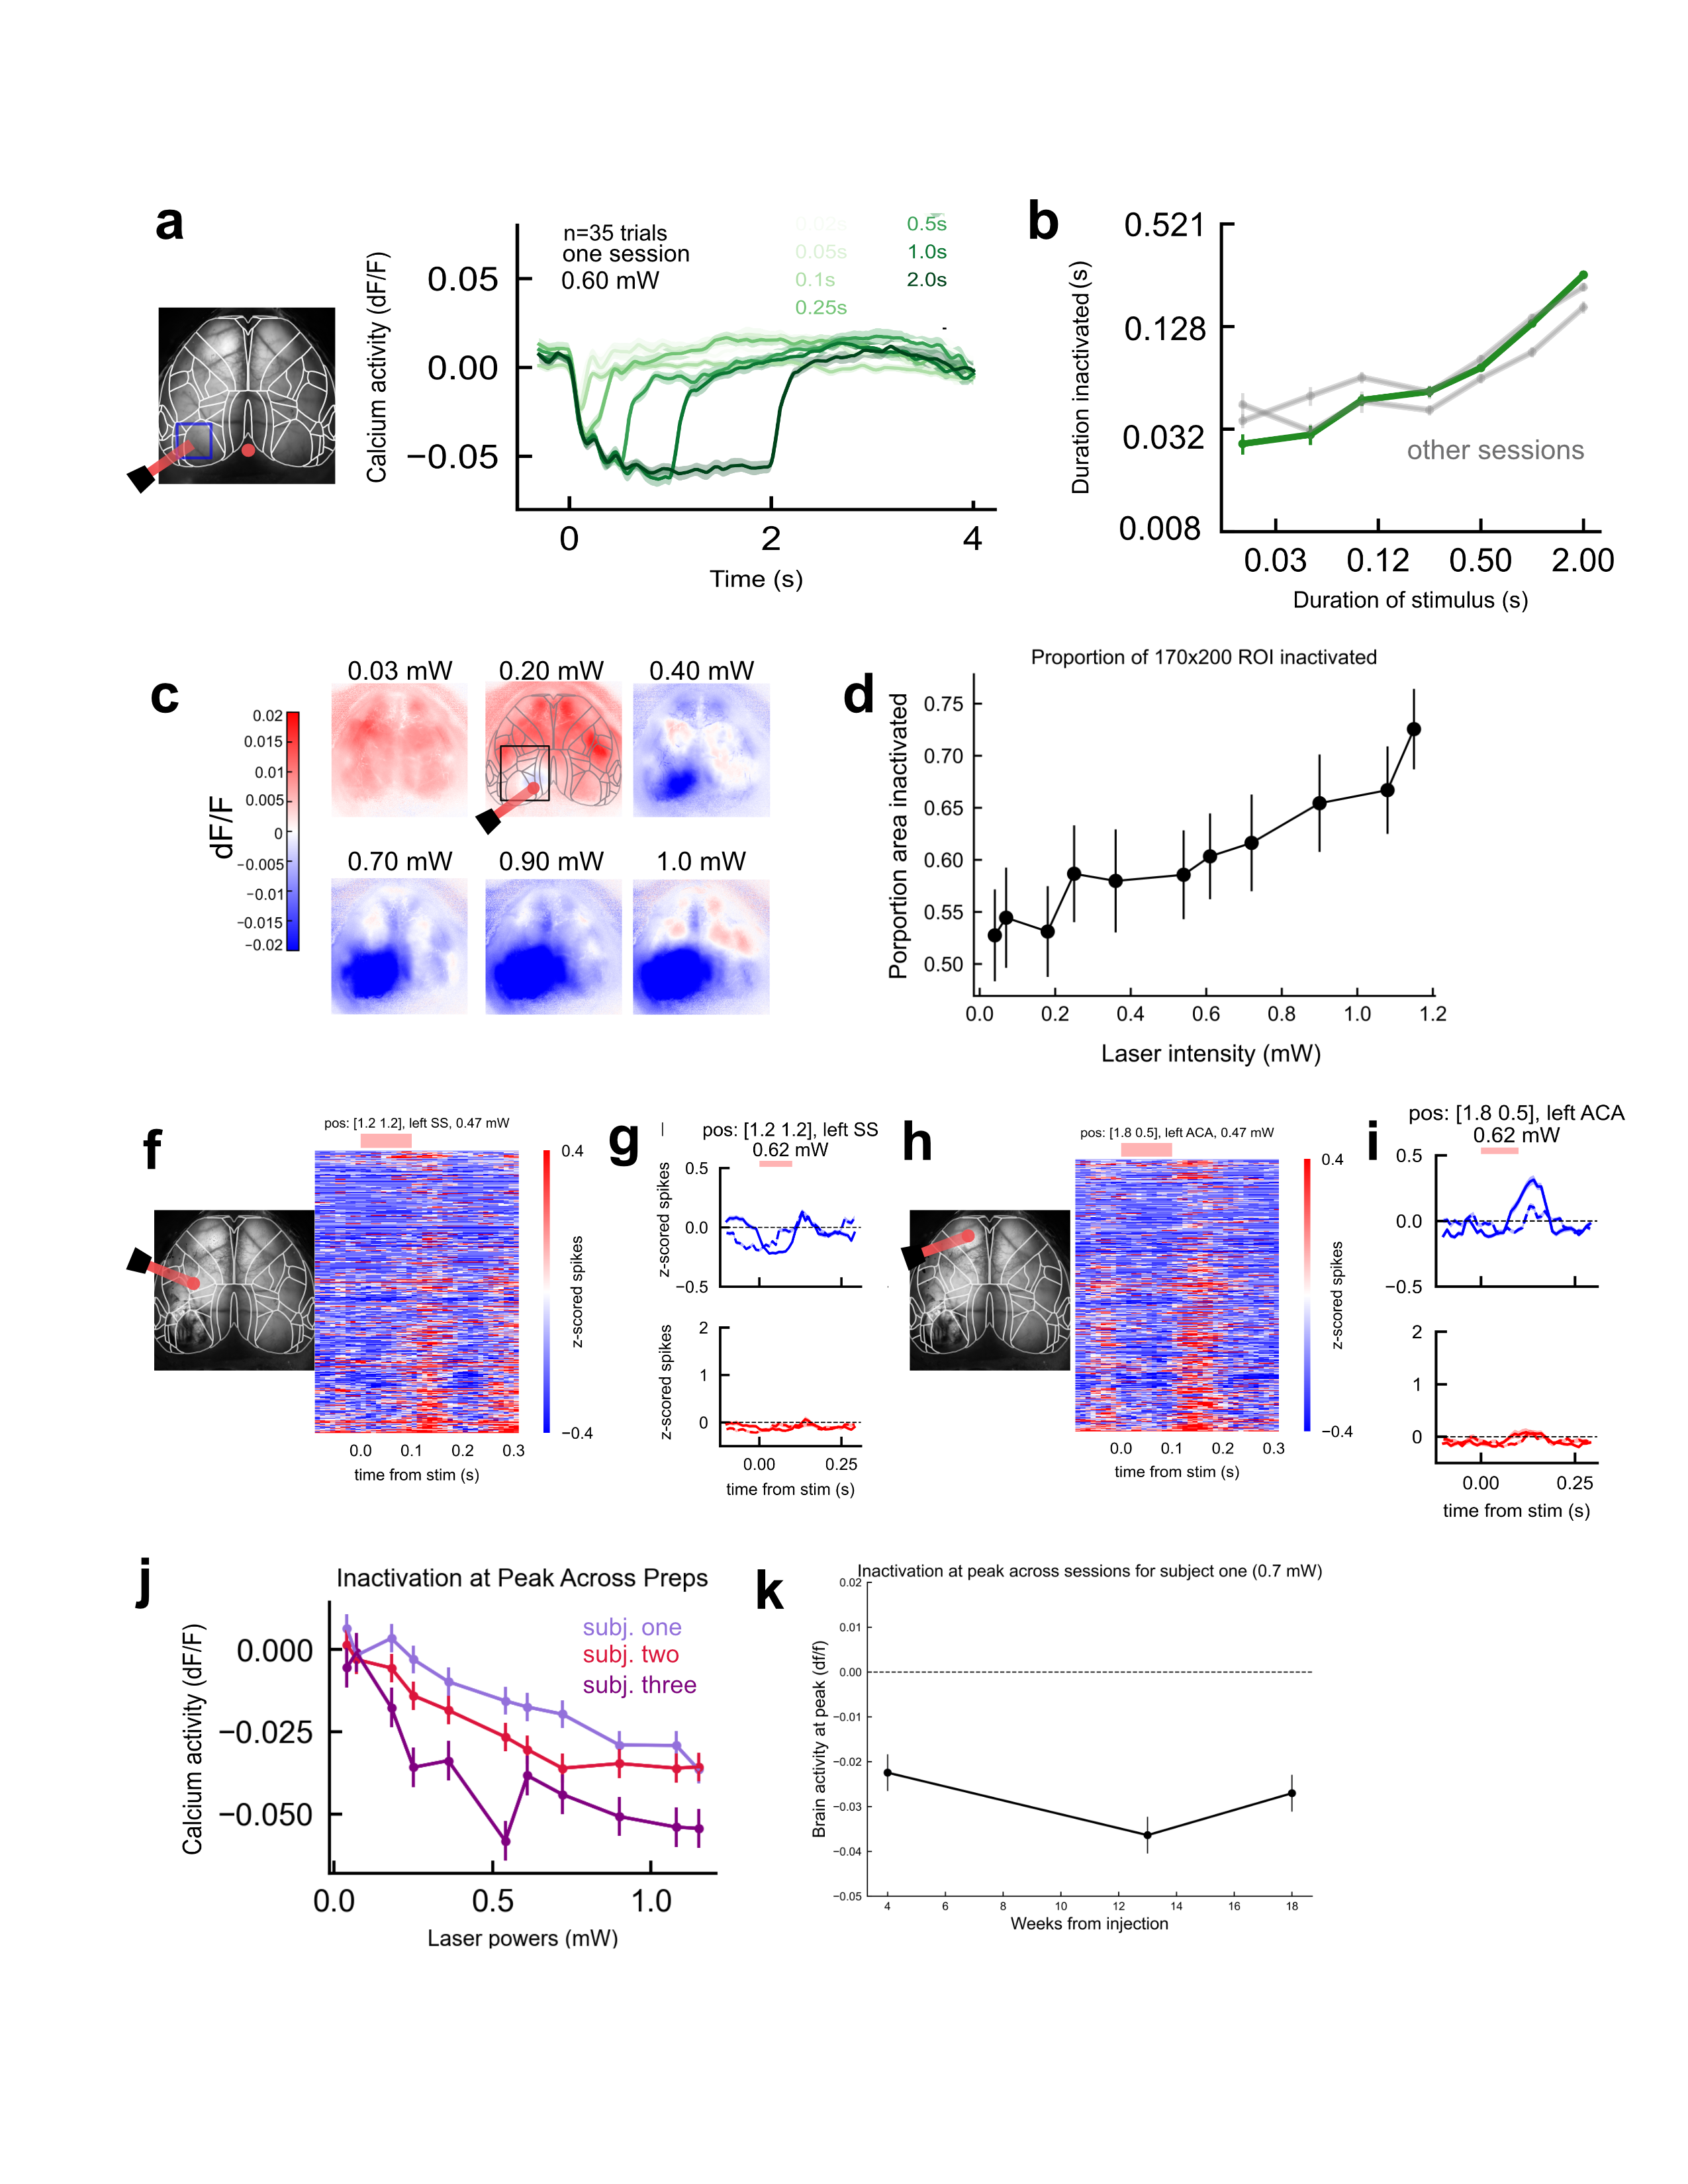 a
n=35 trials
one session
0.60 mW
0.02s
0.05s
0.1s
0.25s
0.5s
1.0s
2.0s
Calcium activity (dF/F)
0.05
0.00
−0.05
0
2
4
Time (s)
b
Duration inactivated (s)
0.521
0.128
0.032
0.008
other sessions
0.03
0.12
0.50
2.00
Duration of stimulus (s)
c
dF/F
0.02
0.015
0.01
0.005
0
−0.005
−0.01
−0.015
−0.02
0.03 mW
0.20 mW
0.40 mW
0.70 mW
0.90 mW
1.0 mW
d
Proportion of 170x200 ROI inactivated
Porportion area inactivated
0.75
0.70
0.65
0.60
0.55
0.50
0.0
0.2
0.4
0.6
0.8
1.0
1.2
Laser intensity (mW)
f
pos: [1.2 1.2], left SS, 0.47 mW
0.4
−0.4
z-scored spikes
0.0
0.1
0.2
0.3
time from stim (s)
g
pos: [1.2 1.2], left SS
0.62 mW
z-scored spikes
0.5
0.0
−0.5
z-scored spikes
2
1
0
0.00
0.25
time from stim (s)
h
pos: [1.8 0.5], left ACA, 0.47 mW
0.4
−0.4
z-scored spikes
0.0
0.1
0.2
0.3
time from stim (s)
i
pos: [1.8 0.5], left ACA
0.62 mW
0.5
0.0
−0.5
2
1
0
0.00
0.25
time from stim (s)
j
Inactivation at Peak Across Preps
subj. one
subj. two
subj. three
Calcium activity (dF/F)
0.000
−0.025
−0.050
0.0
0.5
1.0
Laser powers (mW)
k
Inactivation at peak across sessions for subject one (0.7 mW)
Brain activity at peak (df/f)
0.02
0.01
0.00
−0.01
−0.02
−0.03
−0.04
−0.05
4
6
8
10
12
14
16
18
Weeks from injection